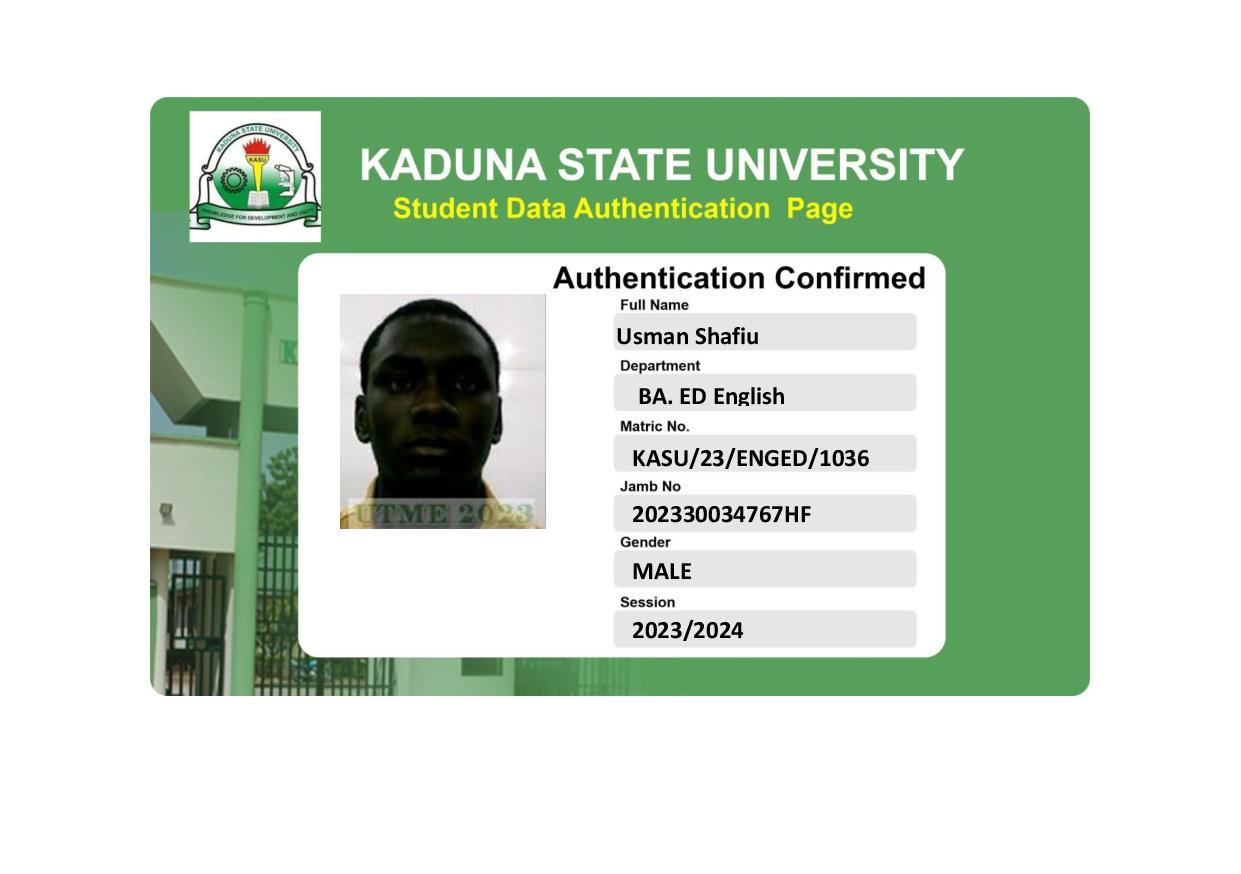 KADUNA STATE UNIVERSITY
KASU
KNOWLEDGE FOR DEVELOPMENT AND UNITY
KADUNA STATE UNIVERSITY
Student Data Authentication Page
Authentication Confirmed
Full Name
Usman Shafiu
Department
BA. ED English
Matric No.
KASU/23/ENGED/1036
Jamb No
202330034767HF
Gender
MALE
Session
2023/2024
UTME 2023
K